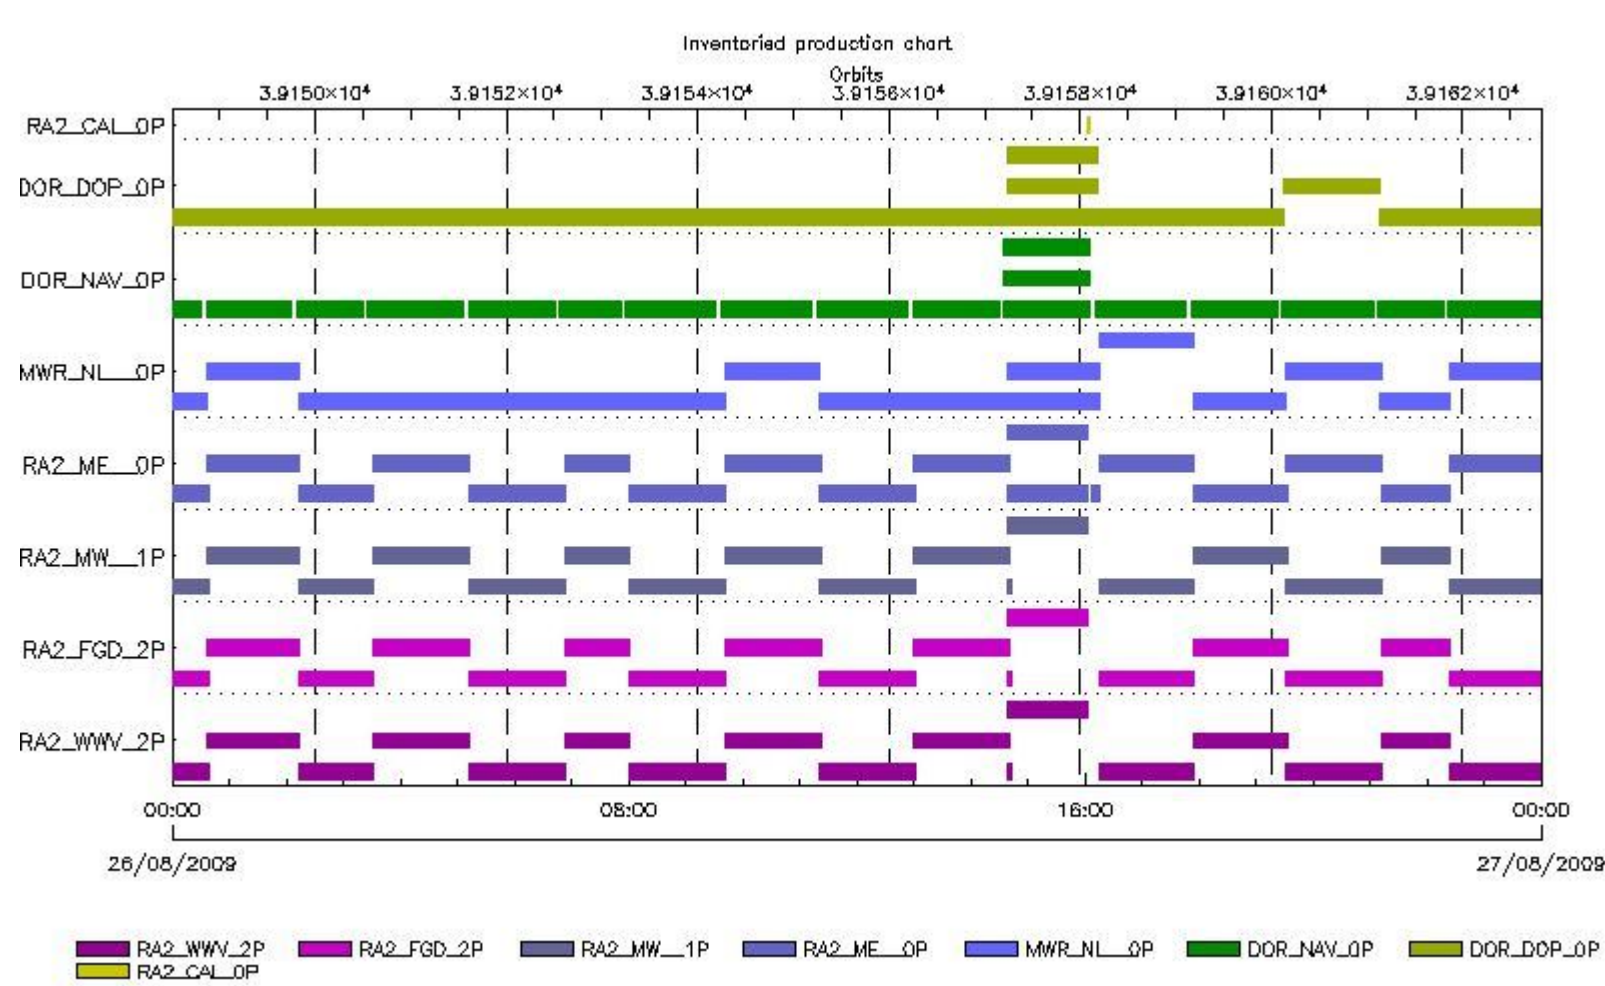 Inventoried production chart
Orbits
3.9150×10⁴ 3.9152×10⁴ 3.9154×10⁴ 3.9156×10⁴ 3.9158×10⁴ 3.9160×10⁴ 3.9162×10⁴
RA2_CAL_0P
DOR_DOP_0P
DOR_NAV_0P
MWR_NL__0P
RA2_ME__0P
RA2_MW__1P
RA2_FGD_2P
RA2_WWV_2P
00:00 08:00 16:00 00:00
26/08/2009 27/08/2009
RA2_WWV_2P RA2_FGD_2P RA2_MW__1P RA2_ME__0P MWR_NL__0P DOR_NAV_0P DOR_DOP_0P
RA2_CAL_0P